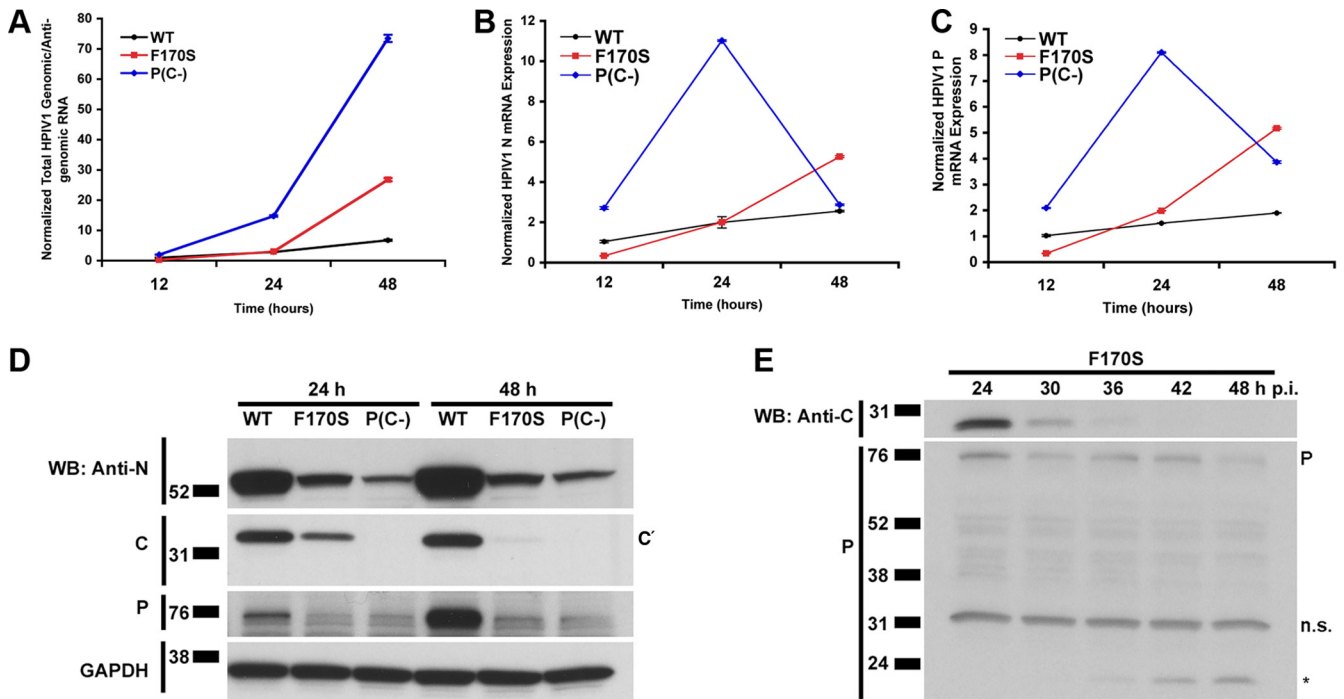 A
Normalized Total HPIV1 Genomic/Anti-
genomic RNA
80
70
60
50
40
30
20
10
0
WT
F170S
P(C-)
12 24 48
Time (hours)
B
Normalized HPIV1 N mRNA Expression
12
10
8
6
4
2
0
WT
F170S
P(C-)
12 24 48
Time (hours)
C
Normalized HPIV1 P
mRNA Expression
9
8
7
6
5
4
3
2
1
0
WT
F170S
P(C-)
12 24 48
Time (hours)
D
24 h 48 h
WT F170S P(C-) WT F170S P(C-)
WB: Anti-N
52
C
31
C´
P
76
GAPDH
38
E
F170S
24 30 36 42 48 h p.i.
WB: Anti-C
31
76
P
52
P
38
31
n.s.
24
*